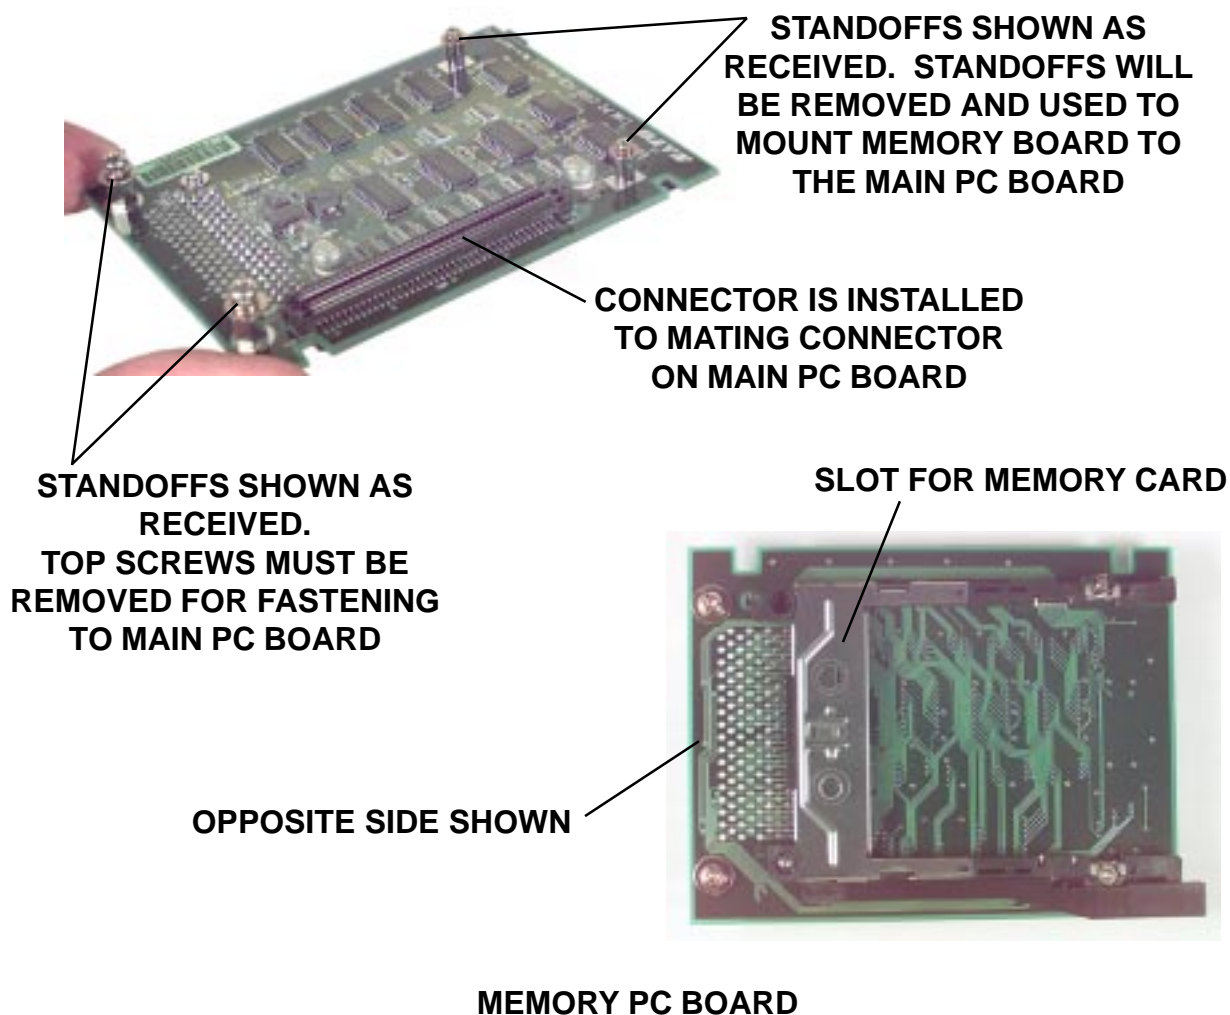 STANDOFFS SHOWN AS
RECEIVED. STANDOFFS WILL
BE REMOVED AND USED TO
MOUNT MEMORY BOARD TO
THE MAIN PC BOARD
CONNECTOR IS INSTALLED
TO MATING CONNECTOR
ON MAIN PC BOARD
STANDOFFS SHOWN AS
RECEIVED.
TOP SCREWS MUST BE
REMOVED FOR FASTENING
TO MAIN PC BOARD
SLOT FOR MEMORY CARD
OPPOSITE SIDE SHOWN
MEMORY PC BOARD